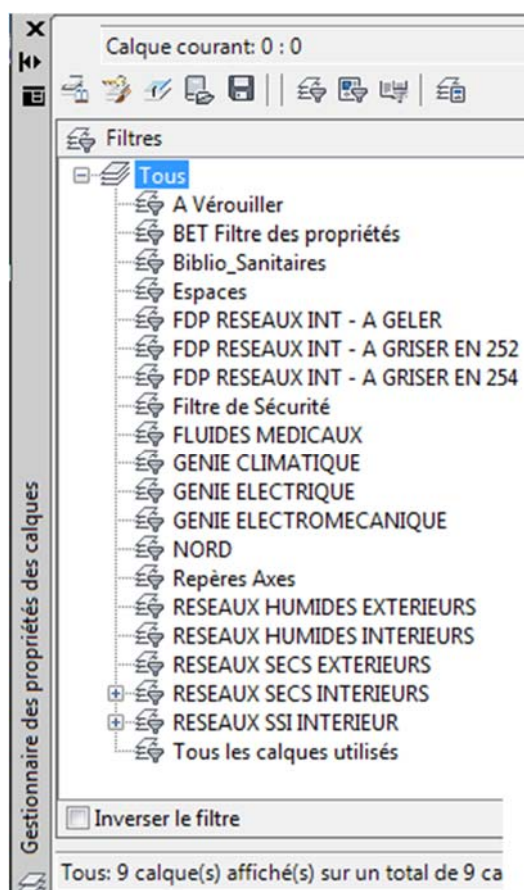 Calque courant: 0 : 0
Filtres
Tous
A Vérouiller
BET Filtre des propriétés
Biblio_Sanitaires
Espaces
FDP RESEAUX INT - A GELER
FDP RESEAUX INT - A GRISER EN 252
FDP RESEAUX INT - A GRISER EN 254
Filtre de Sécurité
FLUIDES MEDICAUX
GENIE CLIMATIQUE
GENIE ELECTRIQUE
GENIE ELECTROMECANIQUE
NORD
Repères Axes
RESEAUX HUMIDES EXTERIEURS
RESEAUX HUMIDES INTERIEURS
RESEAUX SECS EXTERIEURS
RESEAUX SECS INTERIEURS
RESEAUX SSI INTERIEUR
Tous les calques utilisés
Inverser le filtre
Tous: 9 calque(s) affiché(s) sur un total de 9 ca
Gestionnaire des propriétés des calques